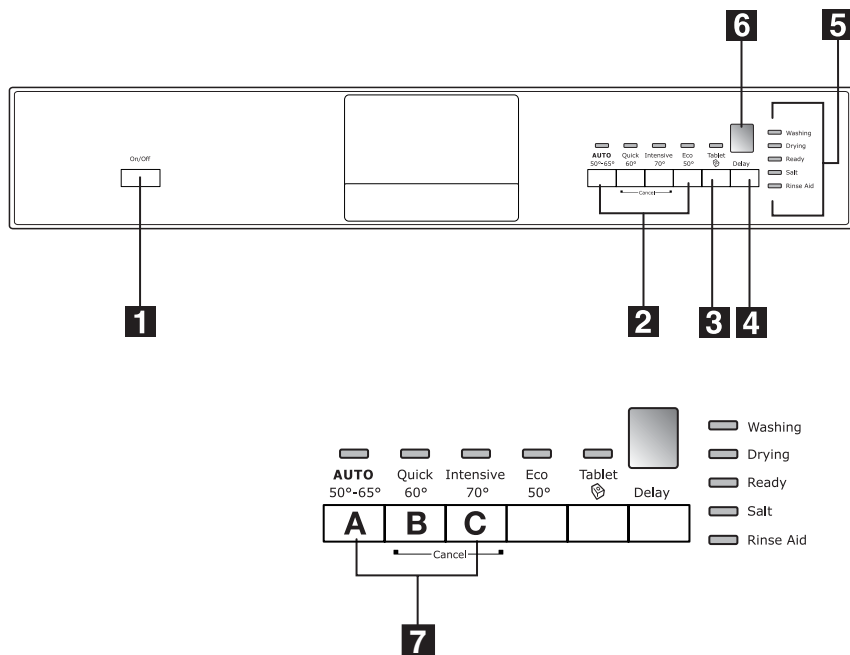 6
5
On/Off
AUTO
50°-65°
Quick
60°
Intensive
70°
Eco
50°
Tablet
Delay
Cancel
Washing
Drying
Ready
Salt
Rinse Aid
1
2
3
4
AUTO
50°-65°
Quick
60°
Intensive
70°
Eco
50°
Tablet
Delay
A
B
C
Cancel
Washing
Drying
Ready
Salt
Rinse Aid
7